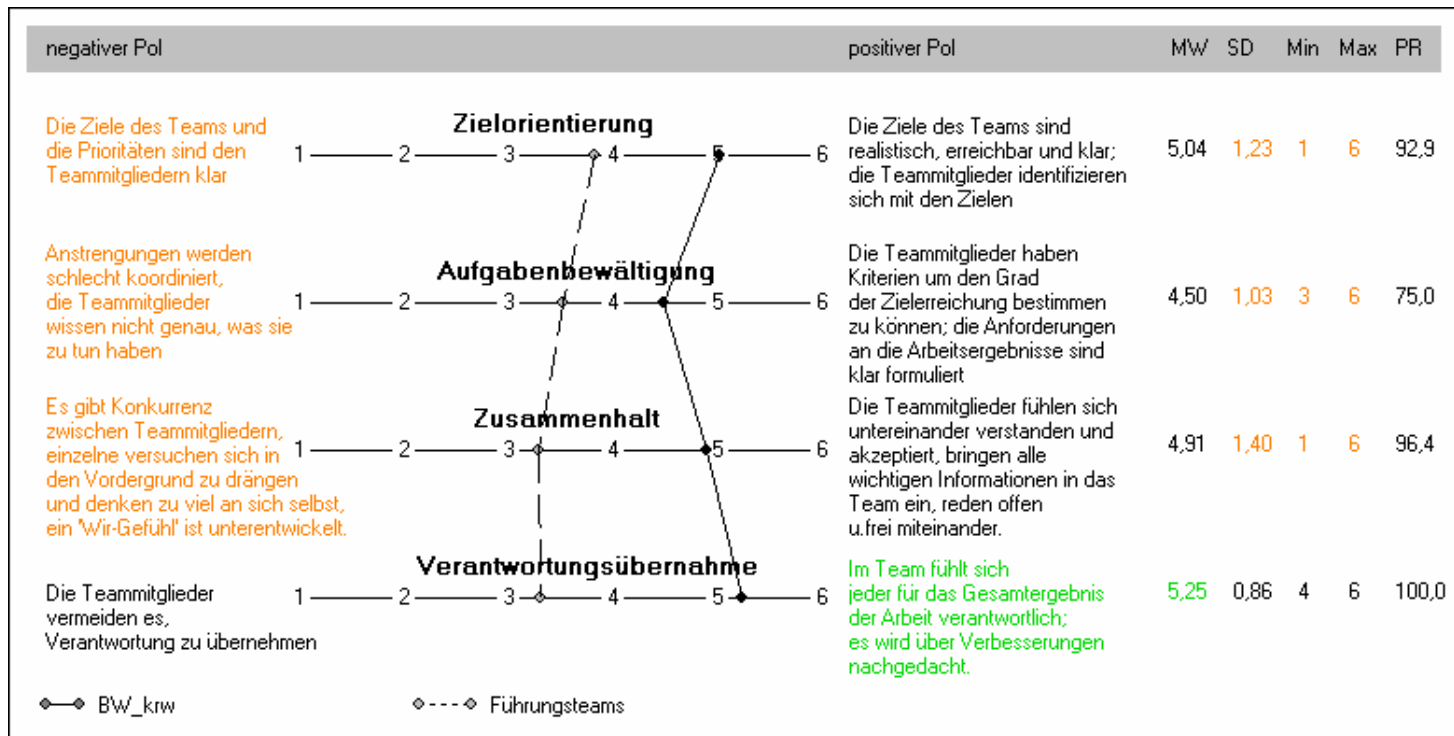 negativer Pol positiver Pol MW SD Min Max PR
Zielorientierung
Die Ziele des Teams und
die Prioritäten sind den
Teammitgliedern klar
1 2 3 4 5 6
Die Ziele des Teams sind
realistisch, erreichbar und klar;
die Teammitglieder identifizieren
sich mit den Zielen
5,04 1,23 1 6 92,9
Aufgabenbewältigung
Anstrengungen werden
schlecht koordiniert,
die Teammitglieder
wissen nicht genau, was sie
zu tun haben
1 2 3 4 5 6
Die Teammitglieder haben
Kriterien um den Grad
der Zielerreichung bestimmen
zu können; die Anforderungen
an die Arbeitsergebnisse sind
klar formuliert
4,50 1,03 3 6 75,0
Zusammenhalt
Es gibt Konkurrenz
zwischen Teammitgliedern,
einzelne versuchen sich in
den Vordergrund zu drängen
und denken zu viel an sich selbst,
ein 'Wir-Gefühl' ist unterentwickelt.
1 2 3 4 5 6
Die Teammitglieder fühlen sich
untereinander verstanden und
akzeptiert, bringen alle
wichtigen Informationen in das
Team ein, reden offen
u.frei miteinander.
4,91 1,40 1 6 96,4
Verantwortungsübernahme
Die Teammitglieder
vermeiden es,
Verantwortung zu übernehmen
1 2 3 4 5 6
Im Team fühlt sich
jeder für das Gesamtergebnis
der Arbeit verantwortlich;
es wird über Verbesserungen
nachgedacht.
5,25 0,86 4 6 100,0
BW_krw Führungsteams